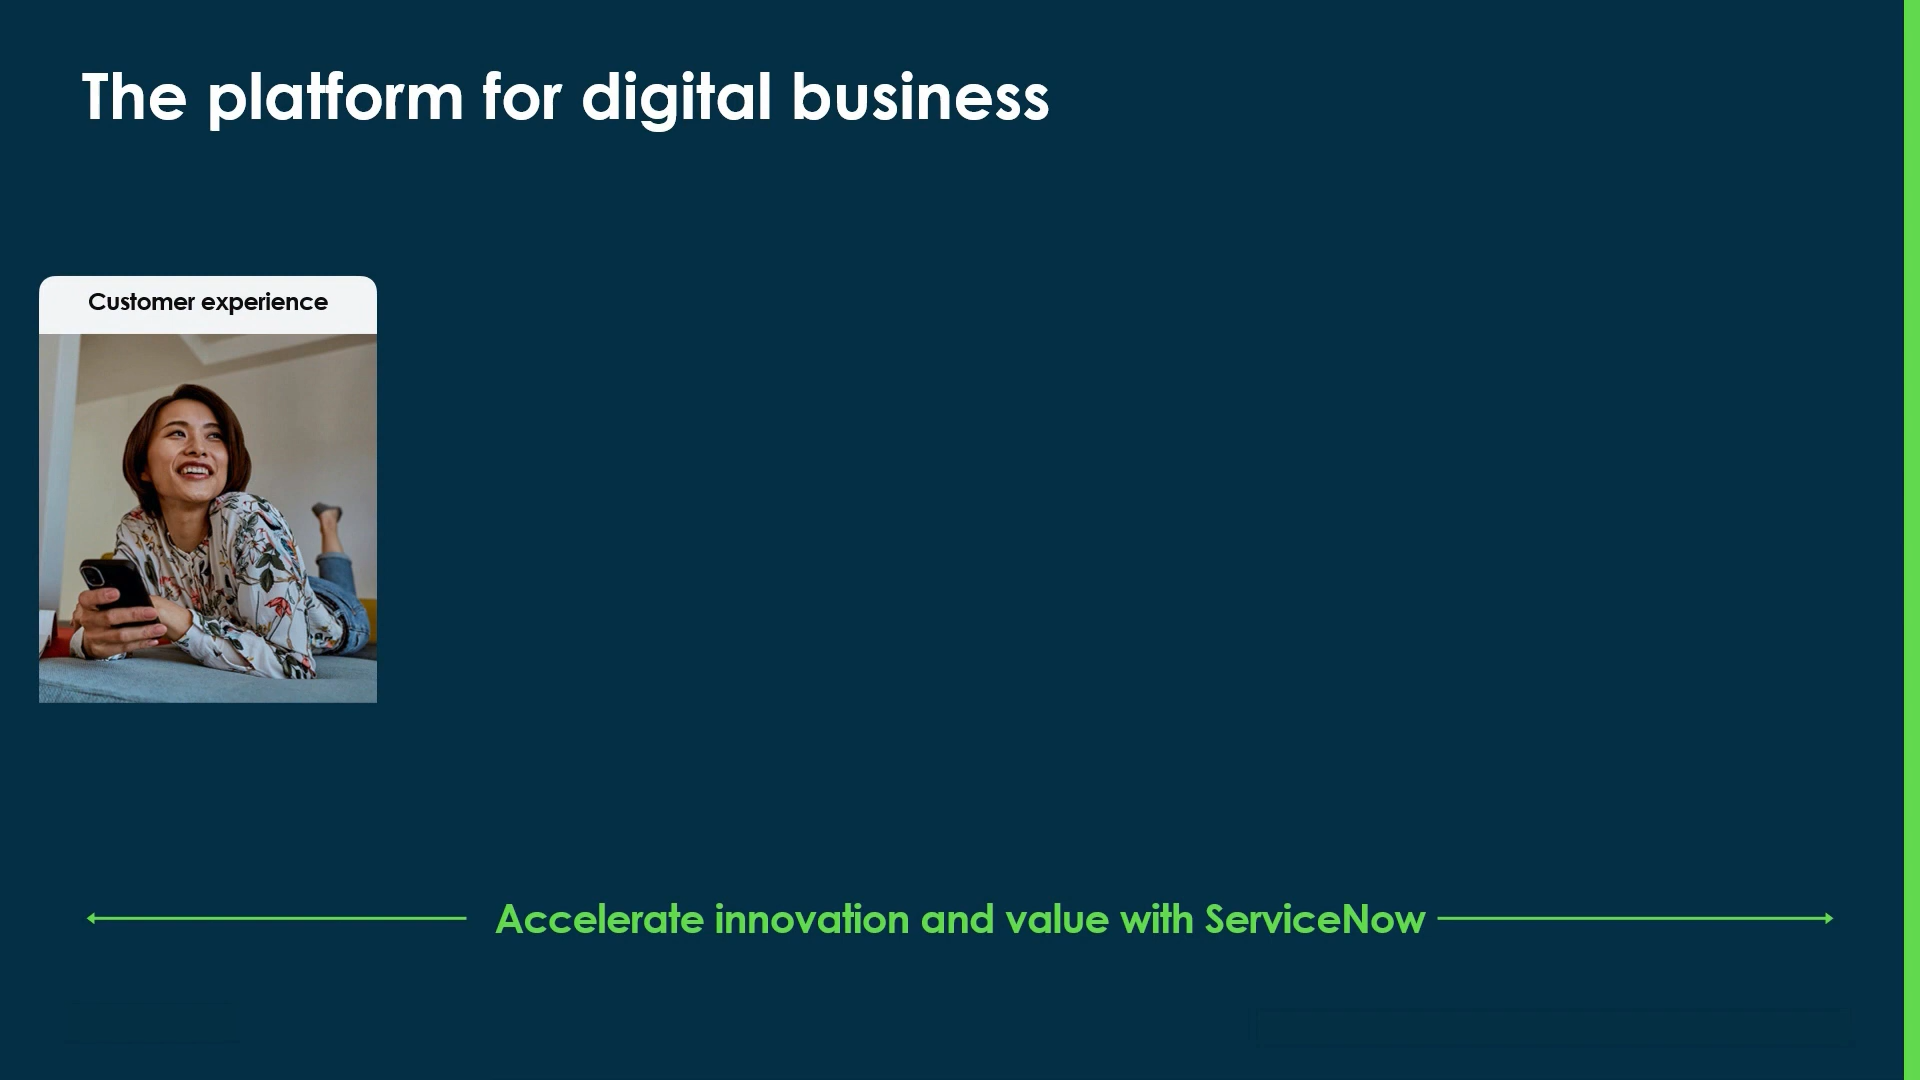 The platform for digital business
Customer experience
Accelerate innovation and value with ServiceNow